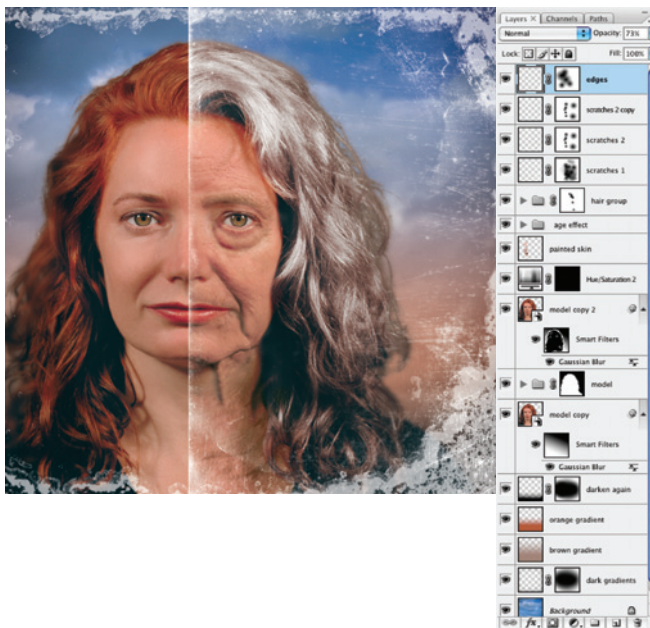 Layers × Channels Paths
Normal Opacity: 73%
Lock: Fill: 100%
edges
scratches 2 copy
scratches 2
scratches 1
hair group
age effect
painted skin
Hue/Saturation 2
model copy 2
Smart Filters
Gaussian Blur
model
model copy
Smart Filters
Gaussian Blur
darken again
orange gradient
brown gradient
dark gradients
Background
fx.